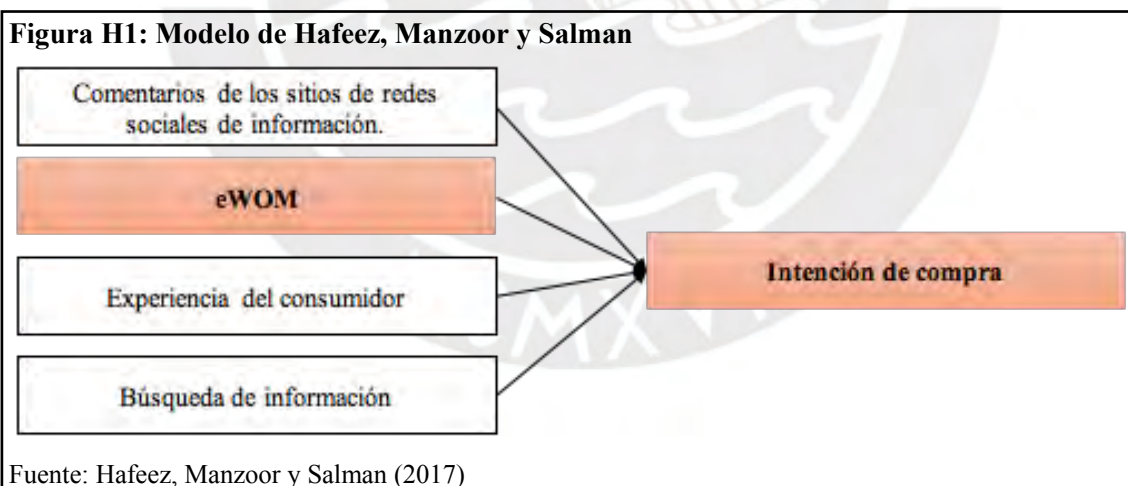 Figura H1: Modelo de Hafeez, Manzoor y Salman
Comentarios de los sitios de redes
sociales de información.
eWOM
Experiencia del consumidor
Búsqueda de información
Intención de compra
MXVII
Fuente: Hafeez, Manzoor y Salman (2017)